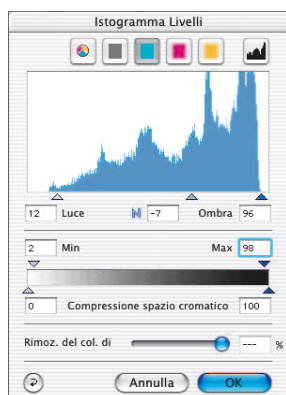 Istogramma Livelli
12 Luce N -7 Ombra 96
2 Min Max 98
0 Compressione spazio cromatico 100
Rimoz. del col. di --- %
Annulla OK